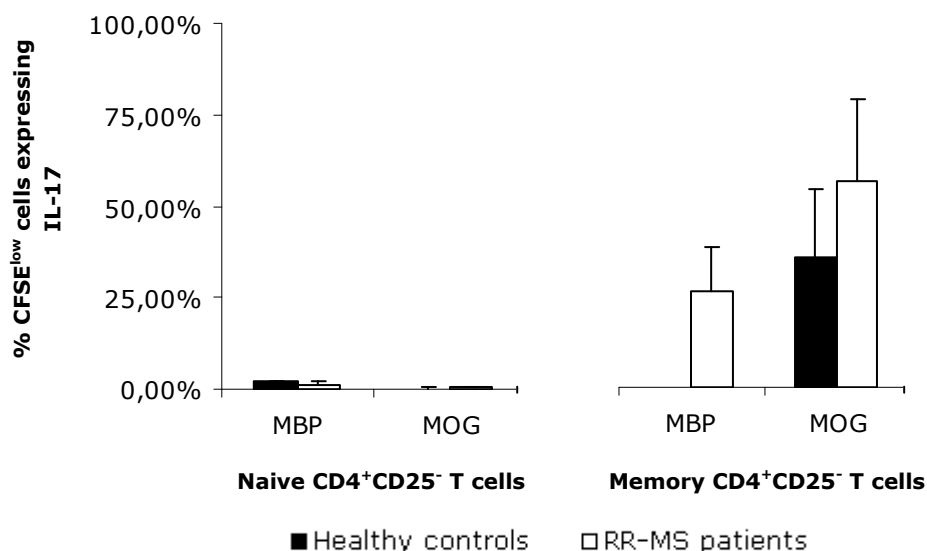 100,00%
75,00%
50,00%
25,00%
0,00%
% CFSE^low cells expressing
IL-17
MBP MOG MBP MOG
Naive CD4⁺CD25⁻ T cells Memory CD4⁺CD25⁻ T cells
Healthy controls RR-MS patients